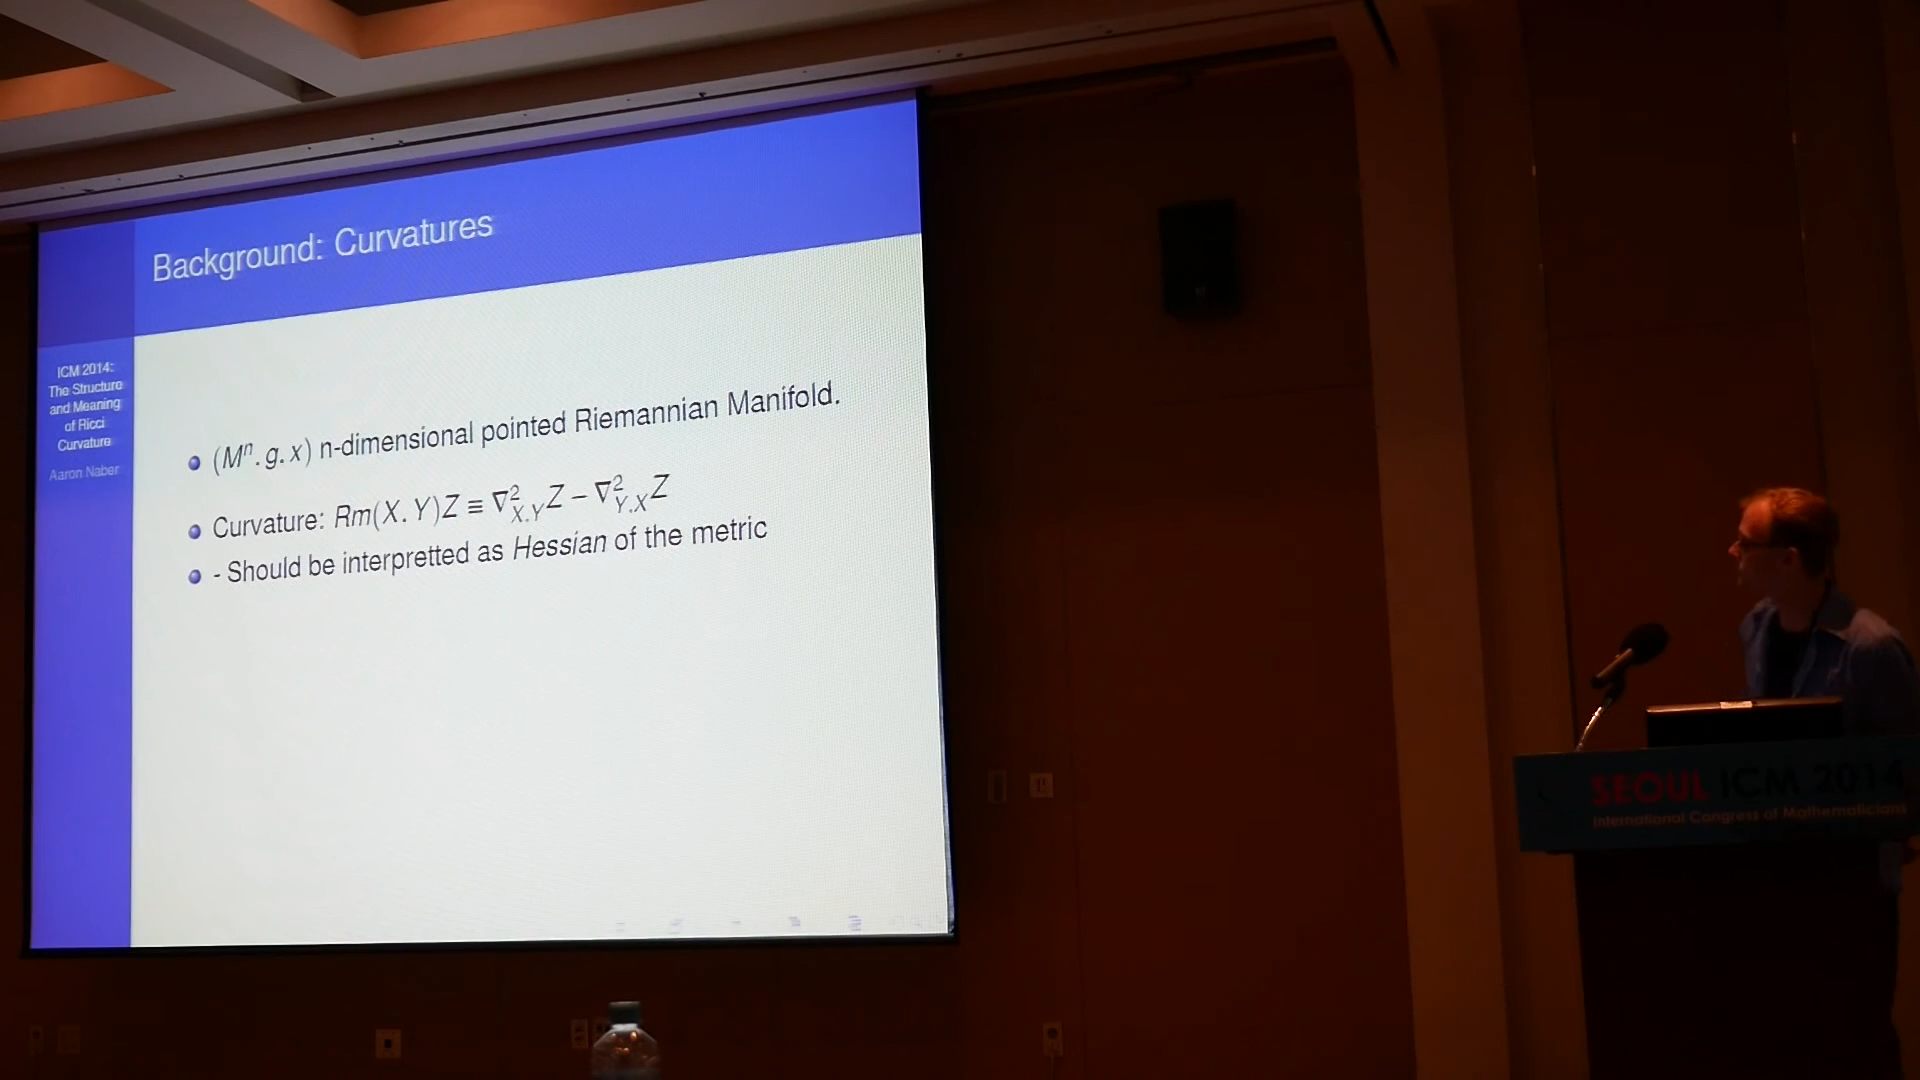 Background: Curvatures
ICM 2014:
The Structure
and Meaning
of Ricci
Curvature
Aaron Naber
(Mⁿ, g, x) n-dimensional pointed Riemannian Manifold.
Curvature: Rm(X, Y)Z ≡ ∇²_{X,Y}Z − ∇²_{Y,X}Z
- Should be interpretted as Hessian of the metric
SEOUL ICM 2014
International Congress of Mathematicians